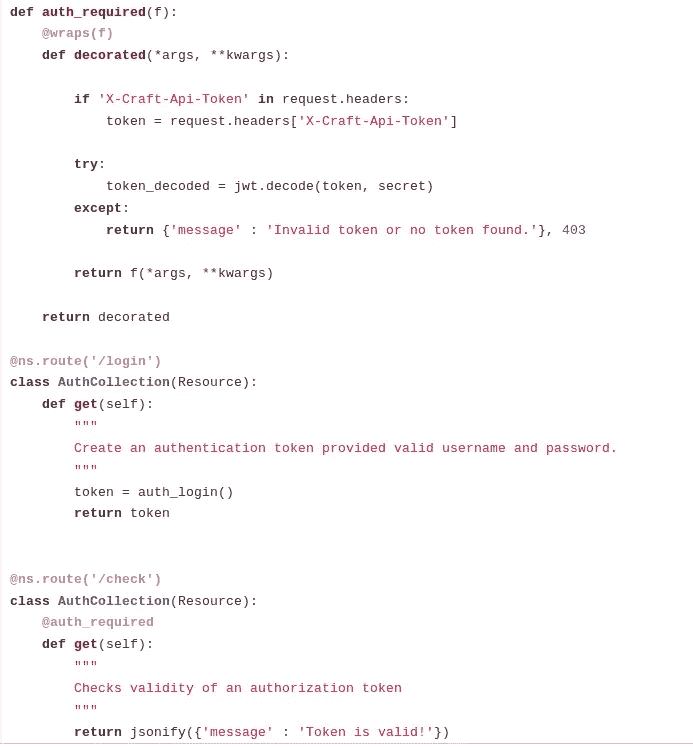 def auth_required(f):
    @wraps(f)
    def decorated(*args, **kwargs):

        if 'X-Craft-Api-Token' in request.headers:
            token = request.headers['X-Craft-Api-Token']

        try:
            token_decoded = jwt.decode(token, secret)
        except:
            return {'message' : 'Invalid token or no token found.'}, 403

        return f(*args, **kwargs)

    return decorated

@ns.route('/login')
class AuthCollection(Resource):
    def get(self):
        """
        Create an authentication token provided valid username and password.
        """
        token = auth_login()
        return token


@ns.route('/check')
class AuthCollection(Resource):
    @auth_required
    def get(self):
        """
        Checks validity of an authorization token
        """
        return jsonify({'message' : 'Token is valid!'})